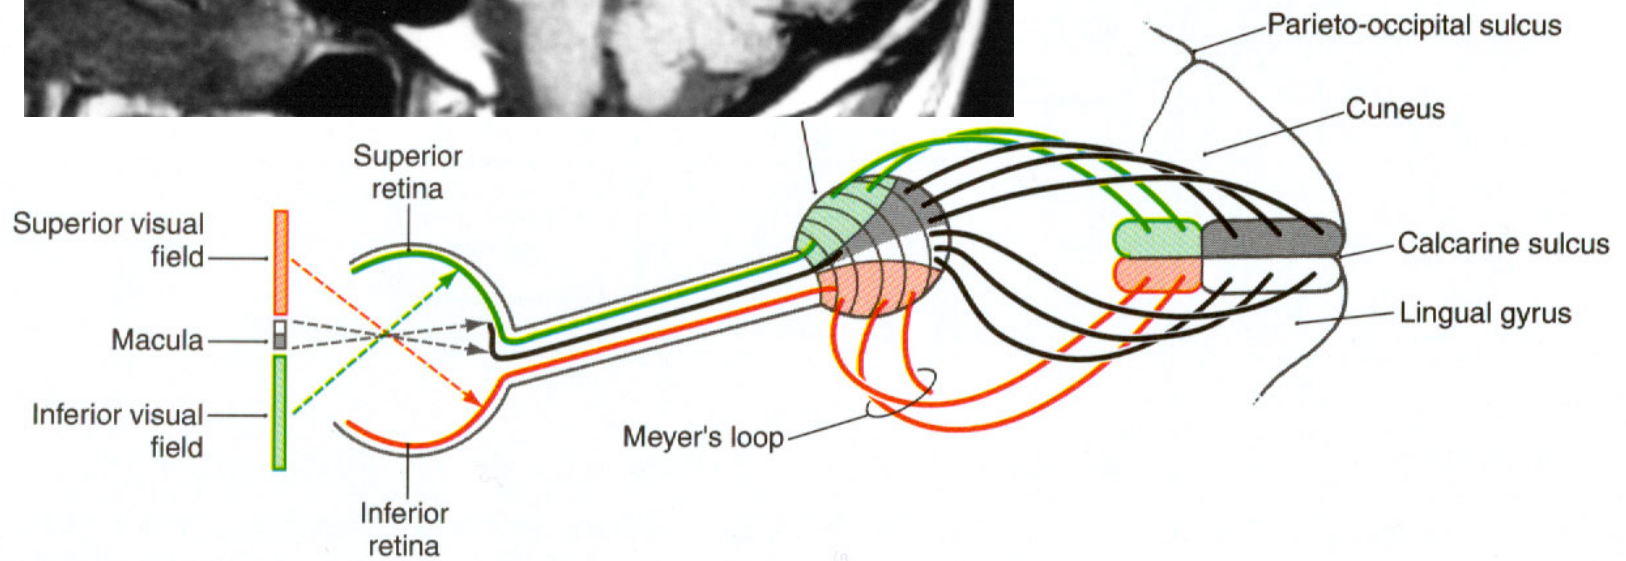 Parieto-occipital sulcus
Cuneus
Superior
retina
Superior visual
field
Calcarine sulcus
Macula
Lingual gyrus
Inferior visual
field
Meyer's loop
Inferior
retina